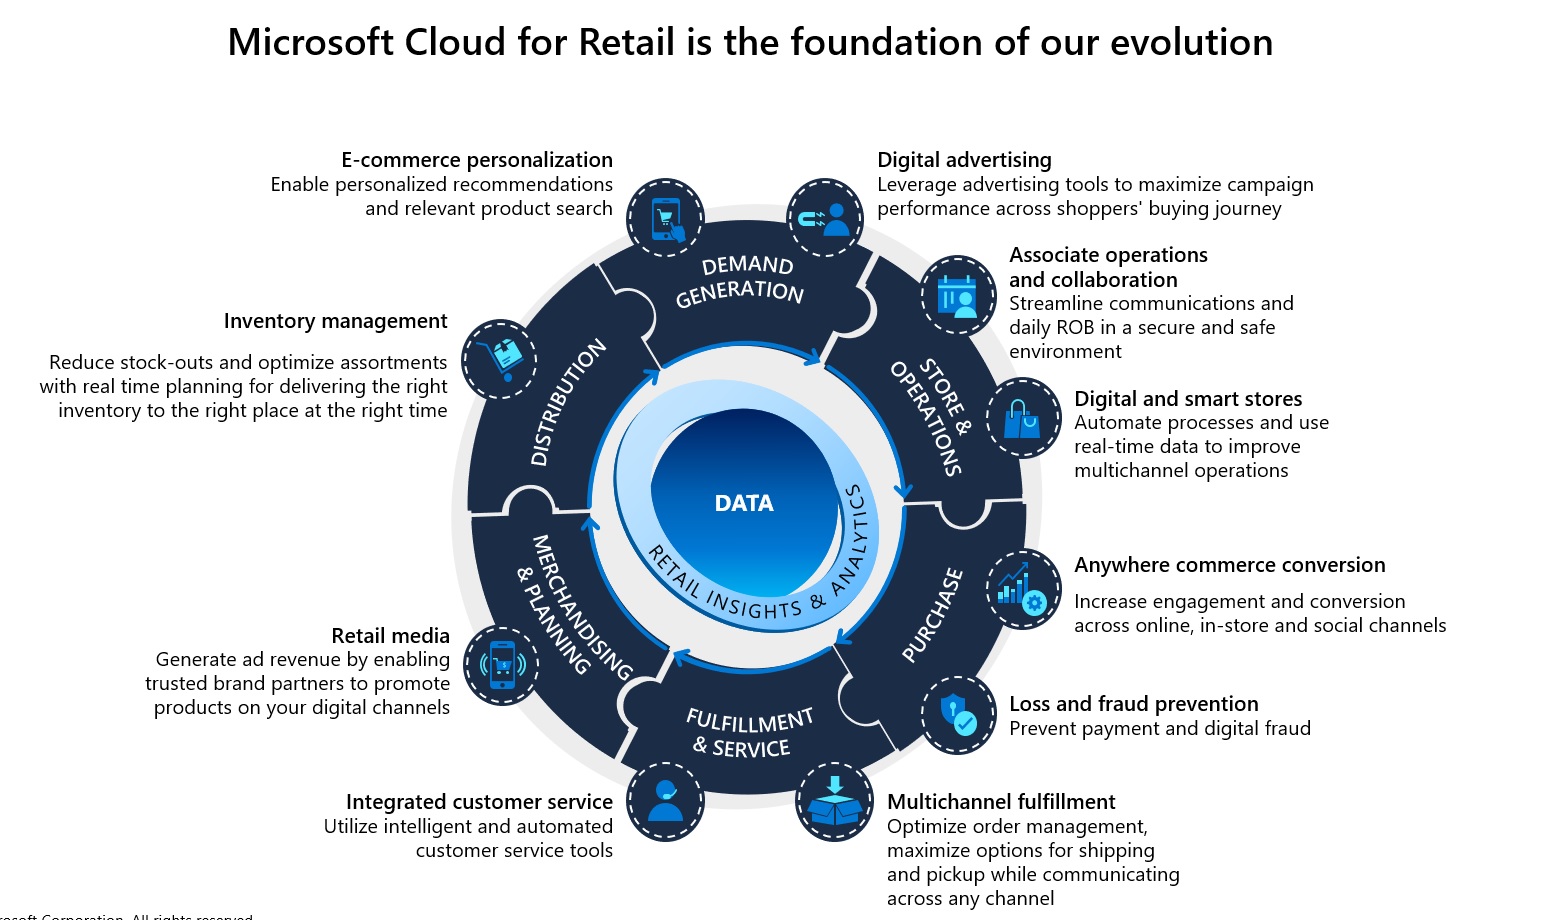 Microsoft Cloud for Retail is the foundation of our evolution
E-commerce personalization
Enable personalized recommendations
and relevant product search
Digital advertising
Leverage advertising tools to maximize campaign
performance across shoppers' buying journey
Associate operations
and collaboration
Streamline communications and
daily ROB in a secure and safe
environment
Inventory management
Reduce stock-outs and optimize assortments
with real time planning for delivering the right
inventory to the right place at the right time
Digital and smart stores
Automate processes and use
real-time data to improve
multichannel operations
DEMAND
GENERATION
STORE &
OPERATIONS
DISTRIBUTION
DATA
RETAIL INSIGHTS & ANALYTICS
MERCHANDISING
& PLANNING
PURCHASE
FULFILLMENT
& SERVICE
Anywhere commerce conversion
Increase engagement and conversion
across online, in-store and social channels
Retail media
Generate ad revenue by enabling
trusted brand partners to promote
products on your digital channels
Loss and fraud prevention
Prevent payment and digital fraud
Integrated customer service
Utilize intelligent and automated
customer service tools
Multichannel fulfillment
Optimize order management,
maximize options for shipping
and pickup while communicating
across any channel
Corporation. All rights reserved